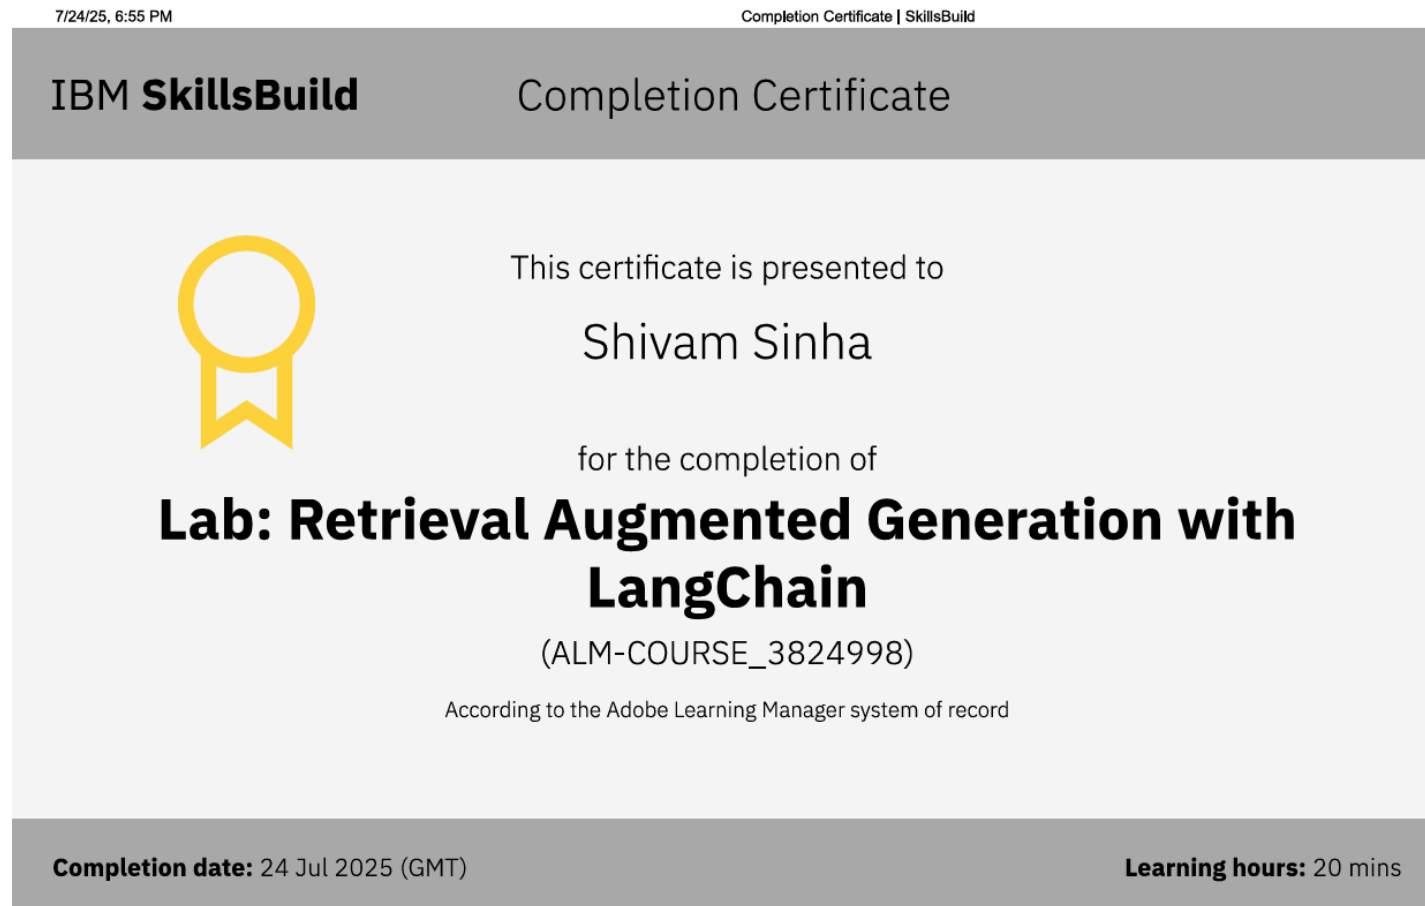 7/24/25, 6:55 PM
Completion Certificate | SkillsBuild
IBM SkillsBuild
Completion Certificate
This certificate is presented to
Shivam Sinha
for the completion of
Lab: Retrieval Augmented Generation with
LangChain
(ALM-COURSE_3824998)
According to the Adobe Learning Manager system of record
Completion date: 24 Jul 2025 (GMT)
Learning hours: 20 mins